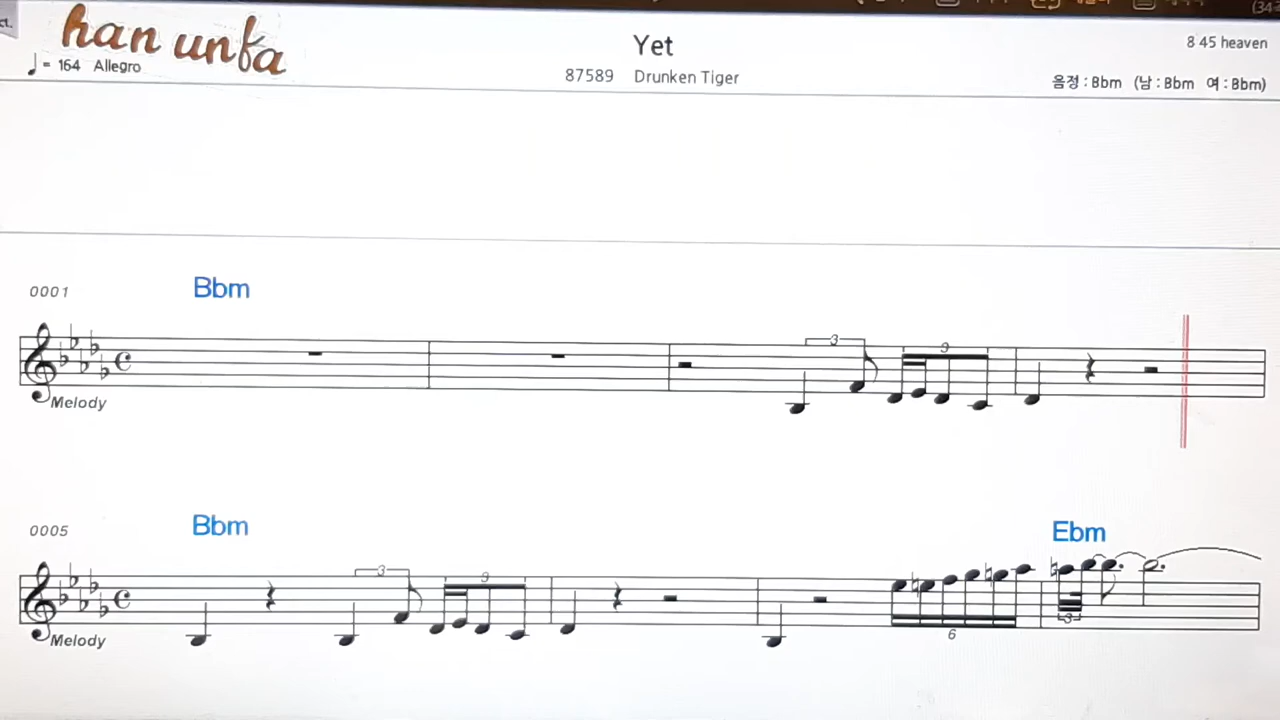 ct.
han unfa
Yet
8 45 heaven
= 164 Allegro
87589 Drunken Tiger
음정 : Bbm (남 : Bbm 여 : Bbm)
0001
Bbm
3
9
Melody
0005
Bbm
Ebm
3
9
Melody
6
3